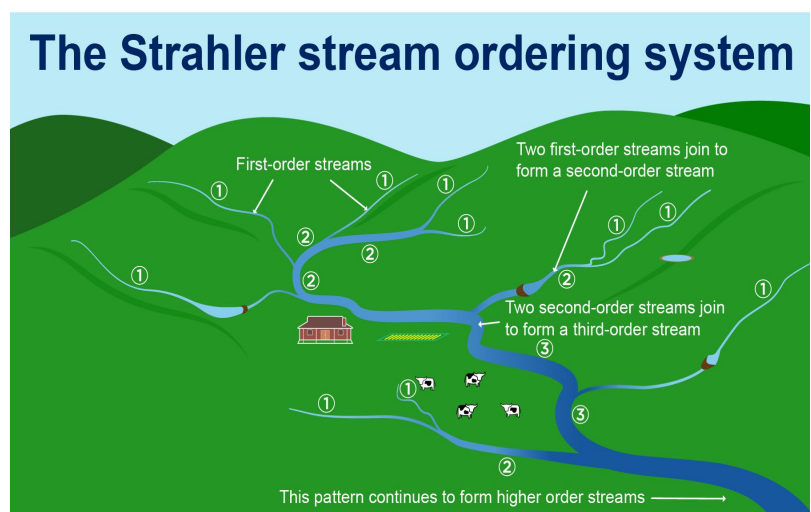 The Strahler stream ordering system
First-order streams
Two first-order streams join to
form a second-order stream
①
①
①
①
①
①
②
②
①
②
②
①
Two second-order streams join
to form a third-order stream
③
①
①
③
②
This pattern continues to form higher order streams